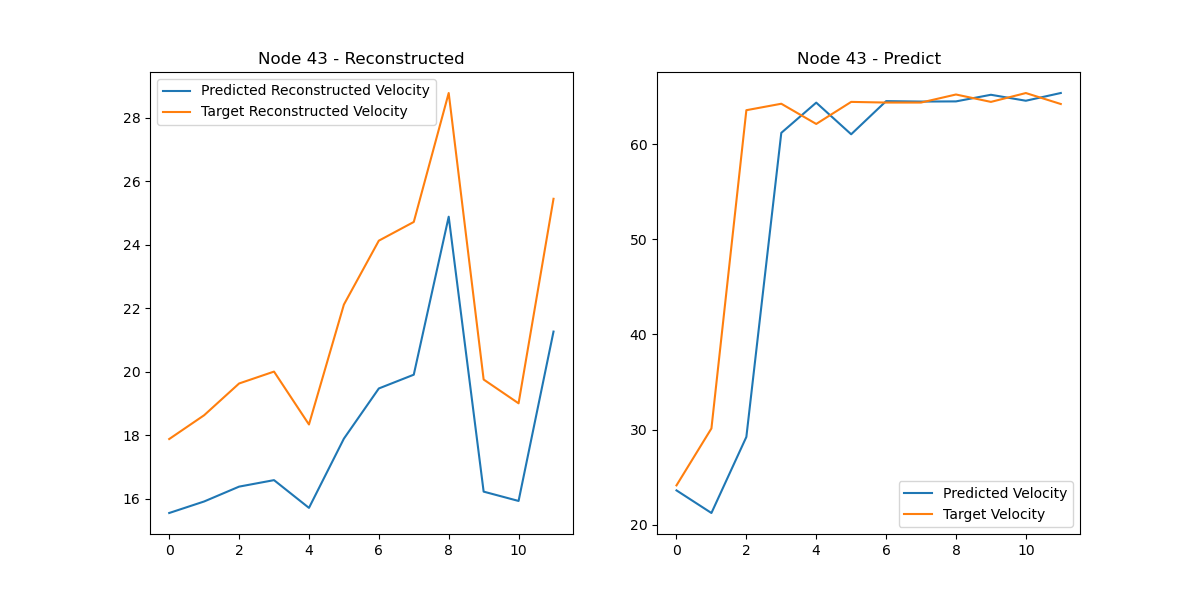 Node 43 - Reconstructed
Predicted Reconstructed Velocity
Target Reconstructed Velocity
28
26
24
22
20
18
16
0 2 4 6 8 10
Node 43 - Predict
60
50
40
30
20
Predicted Velocity
Target Velocity
0 2 4 6 8 10